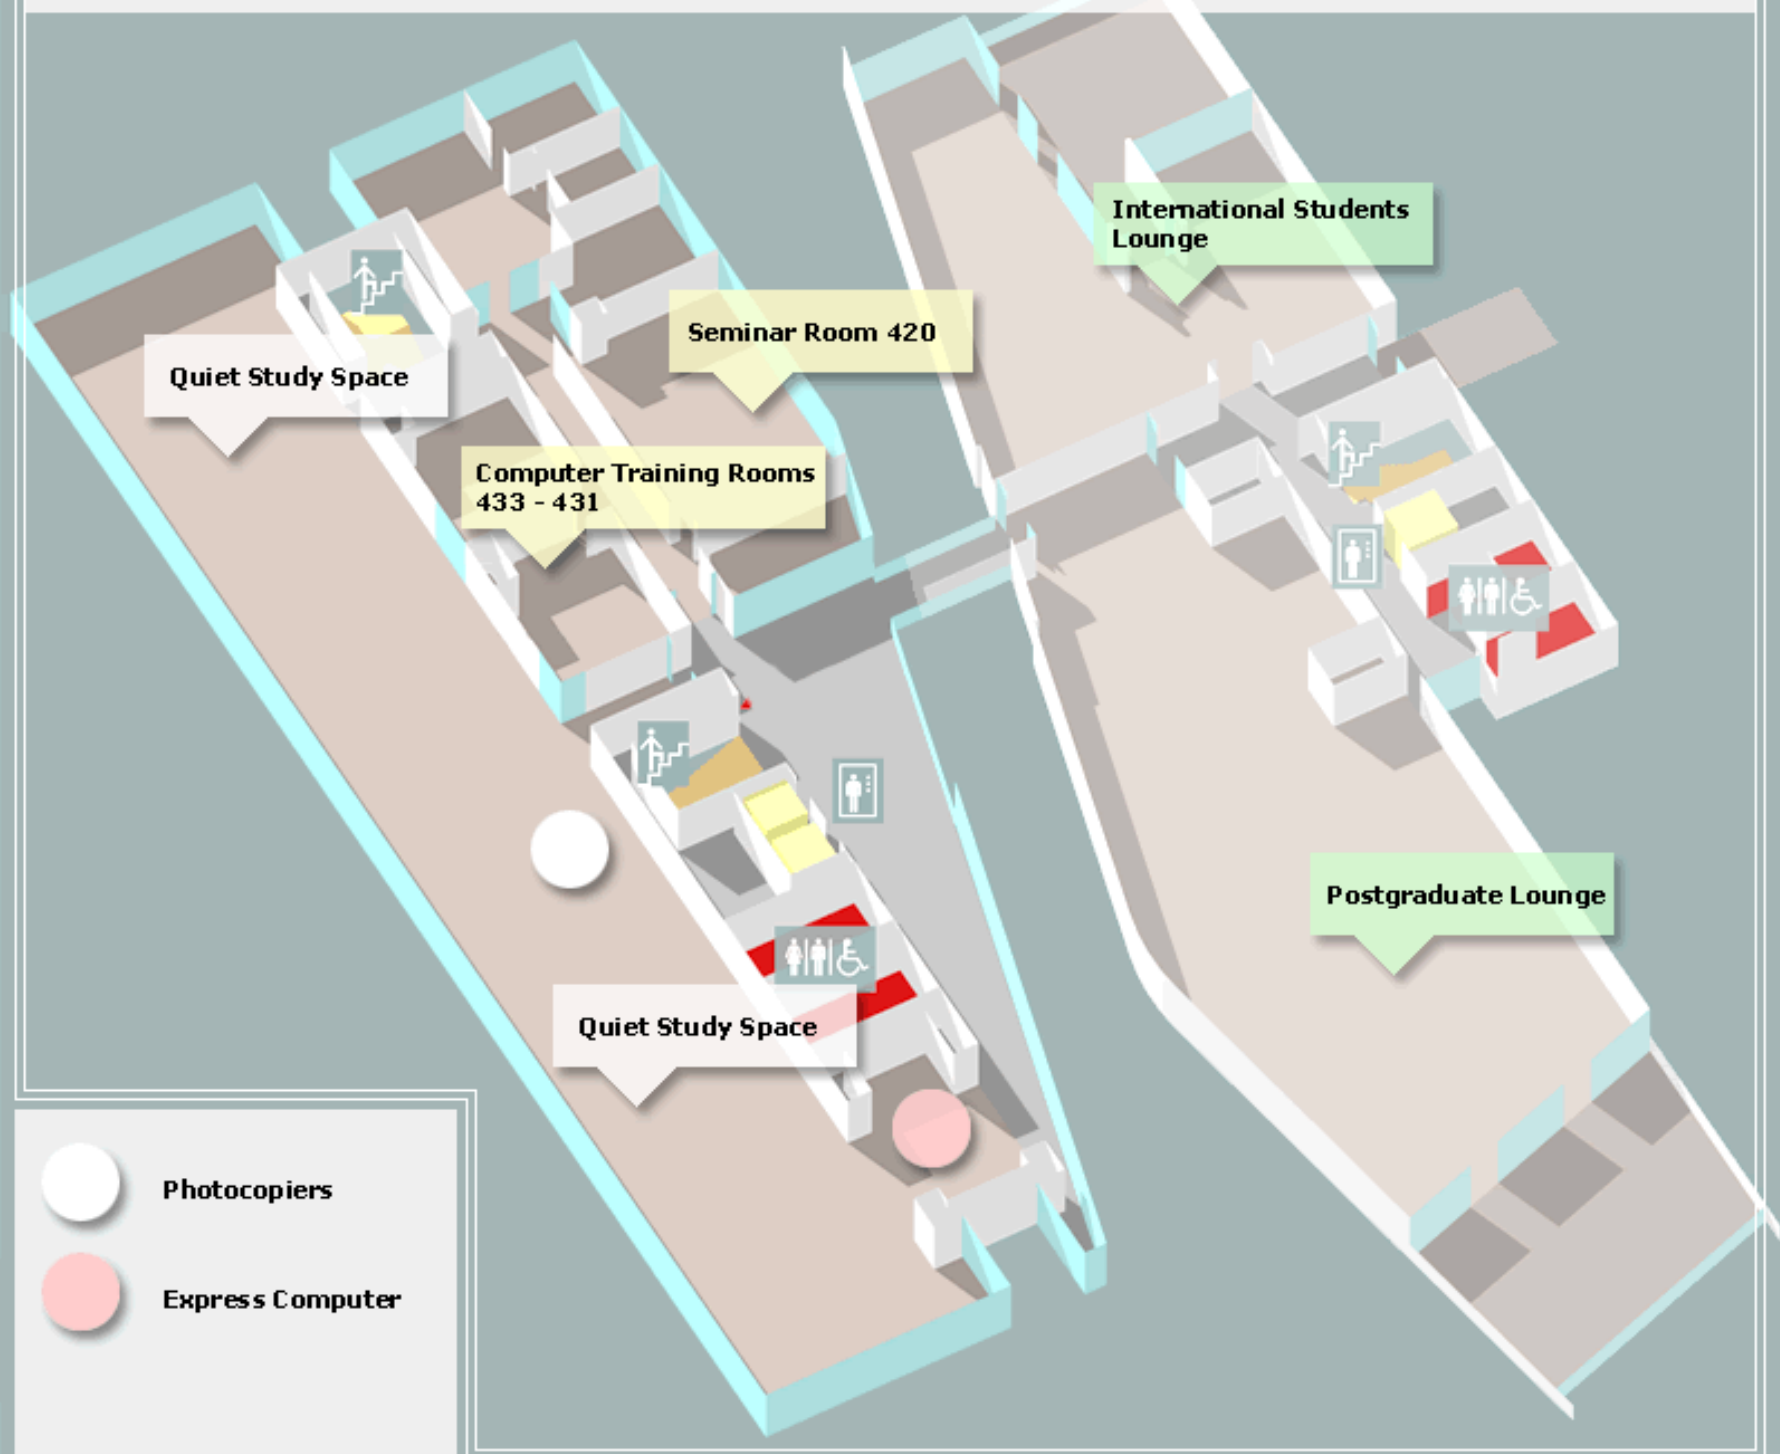 International Students
Lounge
Seminar Room 420
Quiet Study Space
Computer Training Rooms
433 - 431
Postgraduate Lounge
Quiet Study Space
Photocopiers
Express Computer